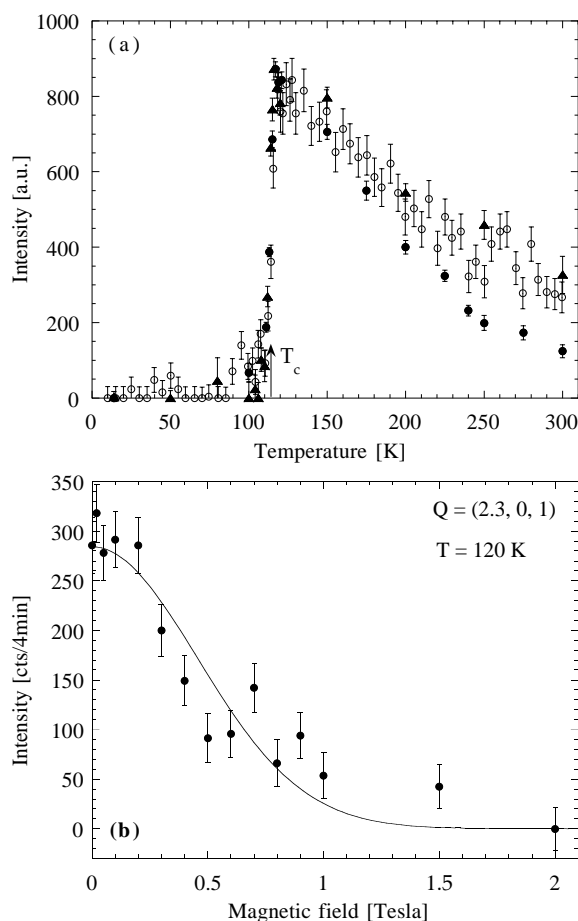 (a)
1000
800
600
400
200
0
Intensity [a.u.]
T_c
0 50 100 150 200 250 300
Temperature [K]
350
300
250
200
150
100
50
0
Intensity [cts/4min]
Q = (2.3, 0, 1)
T = 120 K
(b)
0 0.5 1 1.5 2
Magnetic field [Tesla]